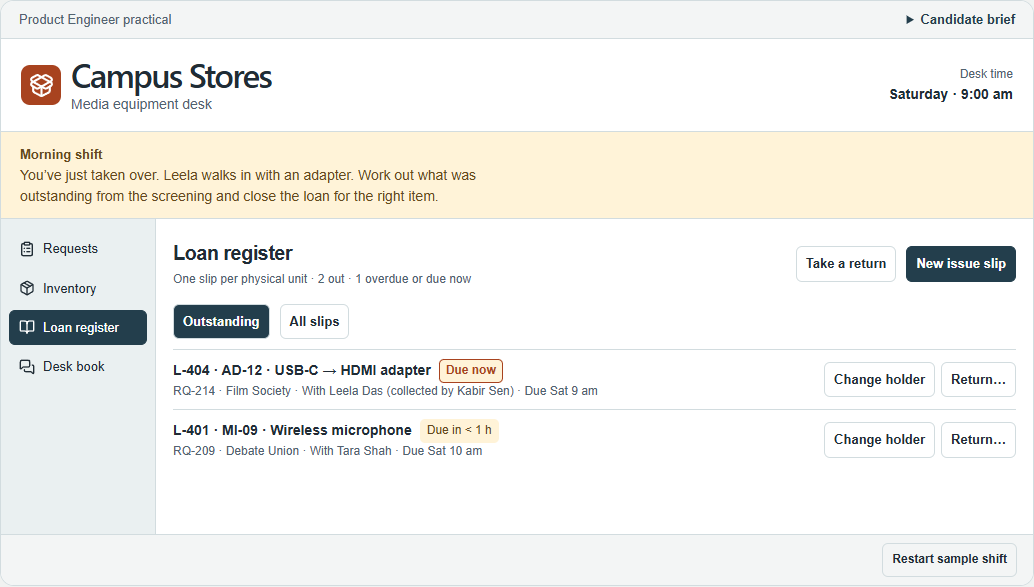 Product Engineer practical
▶ Candidate brief
Campus Stores
Media equipment desk
Desk time
Saturday · 9:00 am
Morning shift
You’ve just taken over. Leela walks in with an adapter. Work out what was
outstanding from the screening and close the loan for the right item.
Requests
Inventory
Loan register
Desk book
Loan register
One slip per physical unit · 2 out · 1 overdue or due now
Take a return
New issue slip
Outstanding
All slips
L-404 · AD-12 · USB-C → HDMI adapter
Due now
RQ-214 · Film Society · With Leela Das (collected by Kabir Sen) · Due Sat 9 am
Change holder
Return…
L-401 · MI-09 · Wireless microphone
Due in < 1 h
RQ-209 · Debate Union · With Tara Shah · Due Sat 10 am
Change holder
Return…
Restart sample shift